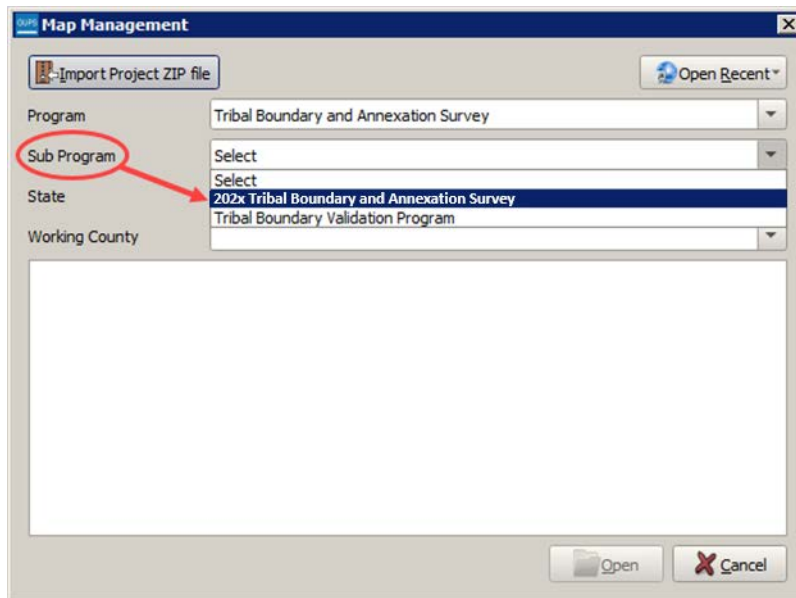 GUPS Map Management
Import Project ZIP file
Open Recent
Program
Tribal Boundary and Annexation Survey
Sub Program
Select
Select
State
202x Tribal Boundary and Annexation Survey
Tribal Boundary Validation Program
Working County
Open
Cancel